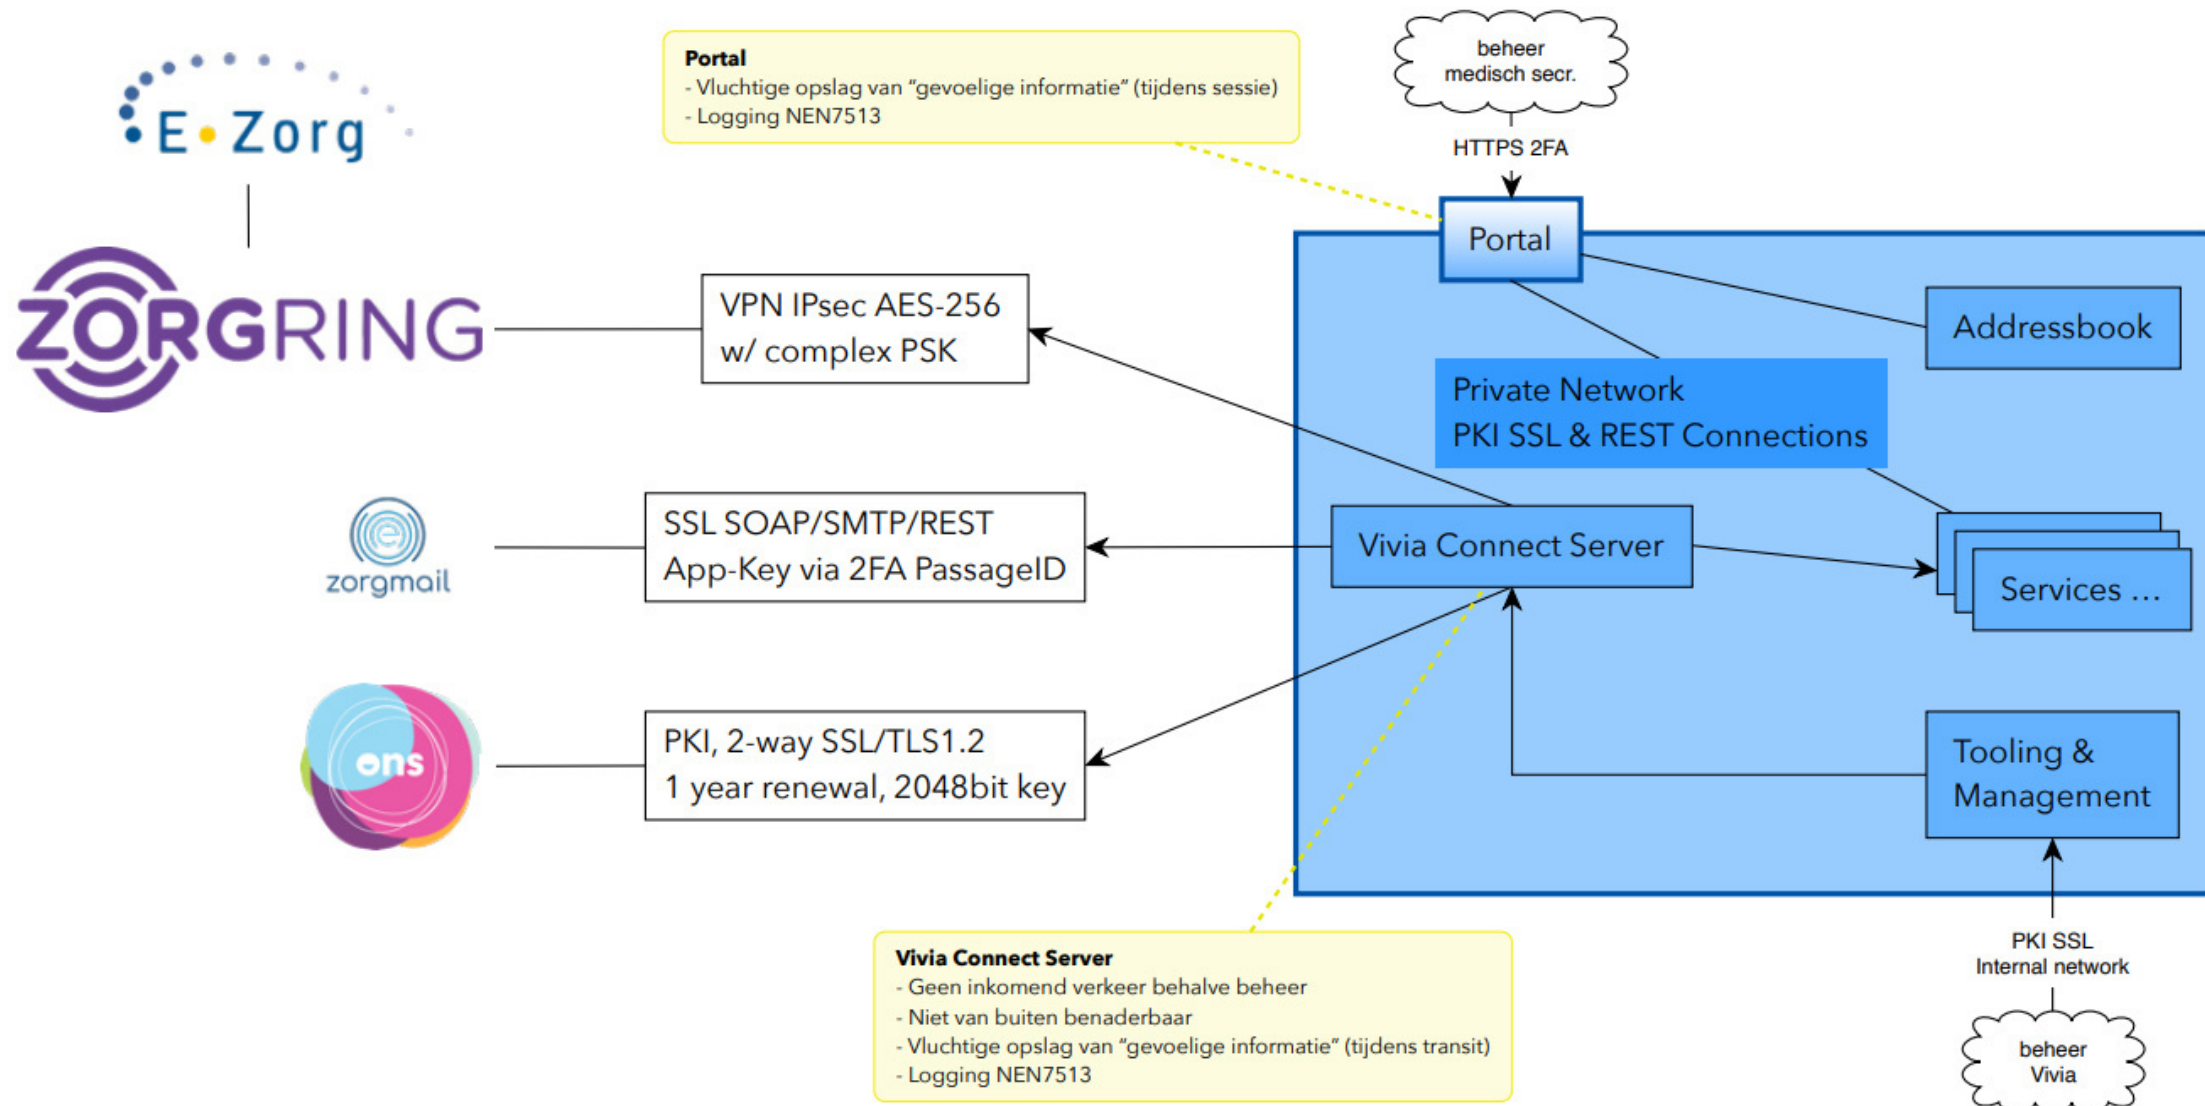 E.Zorg
ZORGRING
zorgmail
ons
Portal
- Vluchtige opslag van “gevoelige informatie” (tijdens sessie)
- Logging NEN7513
beheer
medisch secr.
HTTPS 2FA
Portal
VPN IPsec AES-256
w/ complex PSK
Addressbook
Private Network
PKI SSL & REST Connections
SSL SOAP/SMTP/REST
App-Key via 2FA PassageID
Vivia Connect Server
Services ...
PKI, 2-way SSL/TLS1.2
1 year renewal, 2048bit key
Tooling &
Management
Vivia Connect Server
- Geen inkomend verkeer behalve beheer
- Niet van buiten benaderbaar
- Vluchtige opslag van “gevoelige informatie” (tijdens transit)
- Logging NEN7513
PKI SSL
Internal network
beheer
Vivia